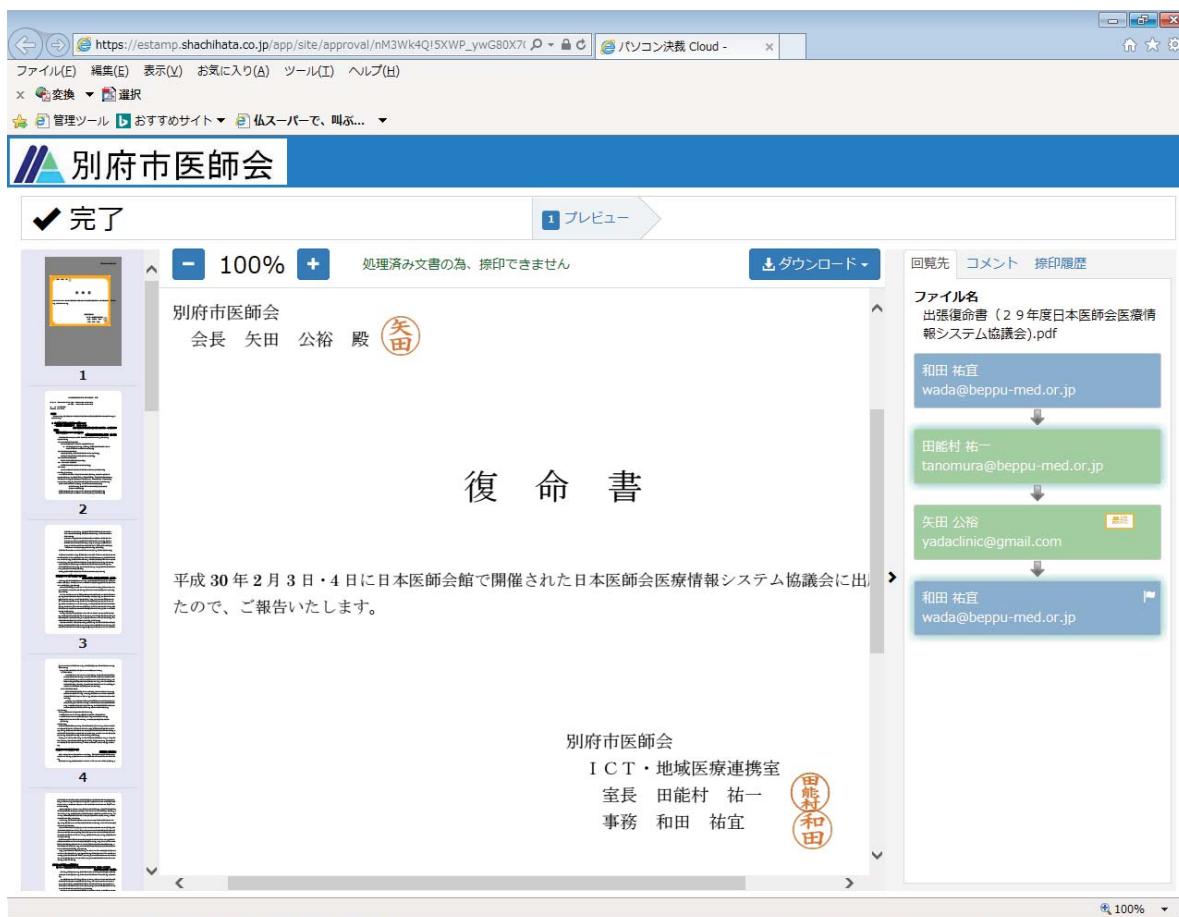 https://estamp.shachihata.co.jp/app/site/approval/nM3Wk4Q!5XWP_ywG80X7(
パソコン決裁 Cloud -
ファイル(F) 編集(E) 表示(V) お気に入り(A) ツール(T) ヘルプ(H)
x 変換 ▼ 選択
管理ツール おすすめサイト ▼ 仏スーパーで、叫ぶ... ▼
別府市医師会
✔ 完了
1 プレビュー
− 100% +
処理済み文書の為、捺印できません
ダウンロード
回覧先 コメント 捺印履歴
1
2
3
4
別府市医師会
会長 矢田 公裕 殿 矢田
復 命 書
平成 30 年 2 月 3 日・4 日に日本医師会館で開催された日本医師会医療情報システム協議会に出
たので、ご報告いたします。
別府市医師会
ICT・地域医療連携室
室長 田能村 祐一 田能村
事務 和田 祐宜 和田
ファイル名
出張復命書(29年度日本医師会医療情
報システム協議会).pdf
和田 祐宜
wada@beppu-med.or.jp
田能村 祐一
tanomura@beppu-med.or.jp
矢田 公裕
yadaclinic@gmail.com
和田 祐宜
wada@beppu-med.or.jp
100%